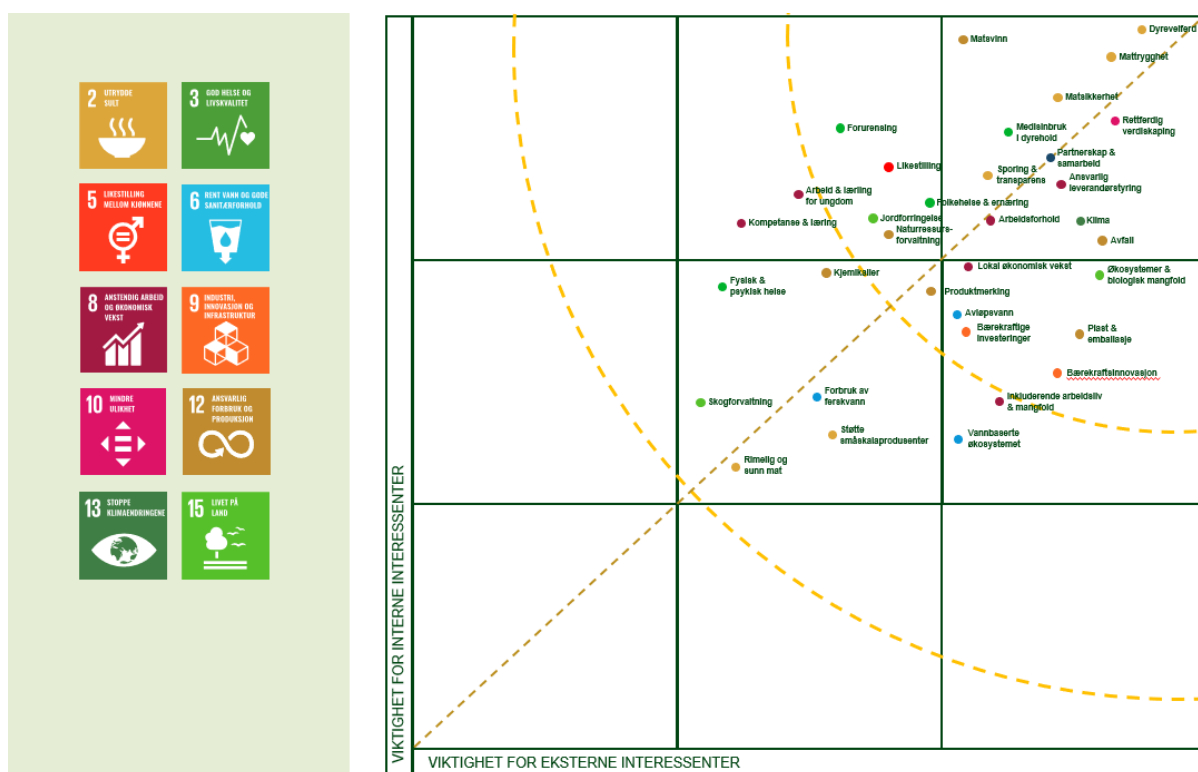 2 UTRYDDE
SULT
3 GOD HELSE OG
LIVSKVALITET
5 LIKESTILLING
MELLOM KJØNNENE
6 RENT VANN OG GODE
SANITÆRFORHOLD
8 ANSTENDIG ARBEID
OG ØKONOMISK
VEKST
9 INDUSTRI,
INNOVASJON OG
INFRASTRUKTUR
10 MINDRE
ULIKHET
12 ANSVARLIG
FORBRUK OG
PRODUKSJON
13 STOPPE
KLIMAENDRINGENE
15 LIVET PÅ
LAND
VIKTIGHET FOR INTERNE INTERESSENTER
Dyrevelferd
Matsvinn
Mattrygghet
Matsikkerhet
Rettferdig
verdiskaping
Forurensing
Medisinbruk
i dyrehold
Partnerskap &
samarbeid
Likestilling
Sporing &
transparens
Ansvarlig
leverandørstyring
Arbeid & læring
for ungdom
Folkehelse & ernæring
Kompetanse & læring
Jordforringelse
Naturressurs-
forvaltning
Arbeidsforhold
Klima
Avfall
Fysisk &
psykisk helse
Kjemikalier
Lokal økonomisk vekst
Økosystemer &
biologisk mangfold
Produktmerking
Avløpsvann
Bærekraftige
investeringer
Plast &
emballasje
Bærekraftsinnovasjon
Skogforvaltning
Forbruk av
ferskvann
Inkluderende arbeidsliv
& mangfold
Støtte
småskalaprodusenter
Vannbaserte
økosystemet
Rimelig og
sunn mat
VIKTIGHET FOR EKSTERNE INTERESSENTER